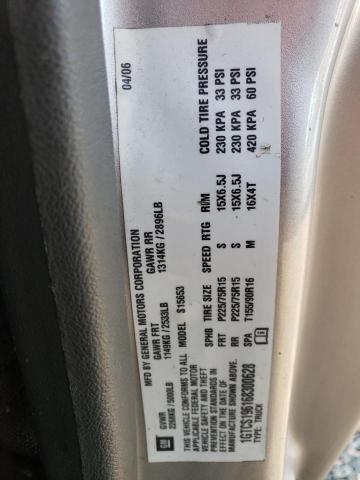 MFD BY GENERAL MOTORS CORPORATION
04/06
GVWR GAWR FRT GAWR RR
2268KG / 5000LB 1149KG / 2533LB 1314KG / 2896LB
THIS VEHICLE CONFORMS TO ALL
APPLICABLE FEDERAL MOTOR
VEHICLE SAFETY AND THEFT
PREVENTION STANDARDS IN
EFFECT ON THE DATE OF
MANUFACTURE SHOWN ABOVE.
MODEL: S15653
1GTCS196168300628
TYPE: TRUCK
SPHB TIRE SIZE SPEED RTG RIM COLD TIRE PRESSURE
FRT P225/75R15 S 15X6.5J 230 KPA 33 PSI
RR P225/75R15 S 15X6.5J 230 KPA 33 PSI
SPA T155/90R16 M 16X4T 420 KPA 60 PSI
GM